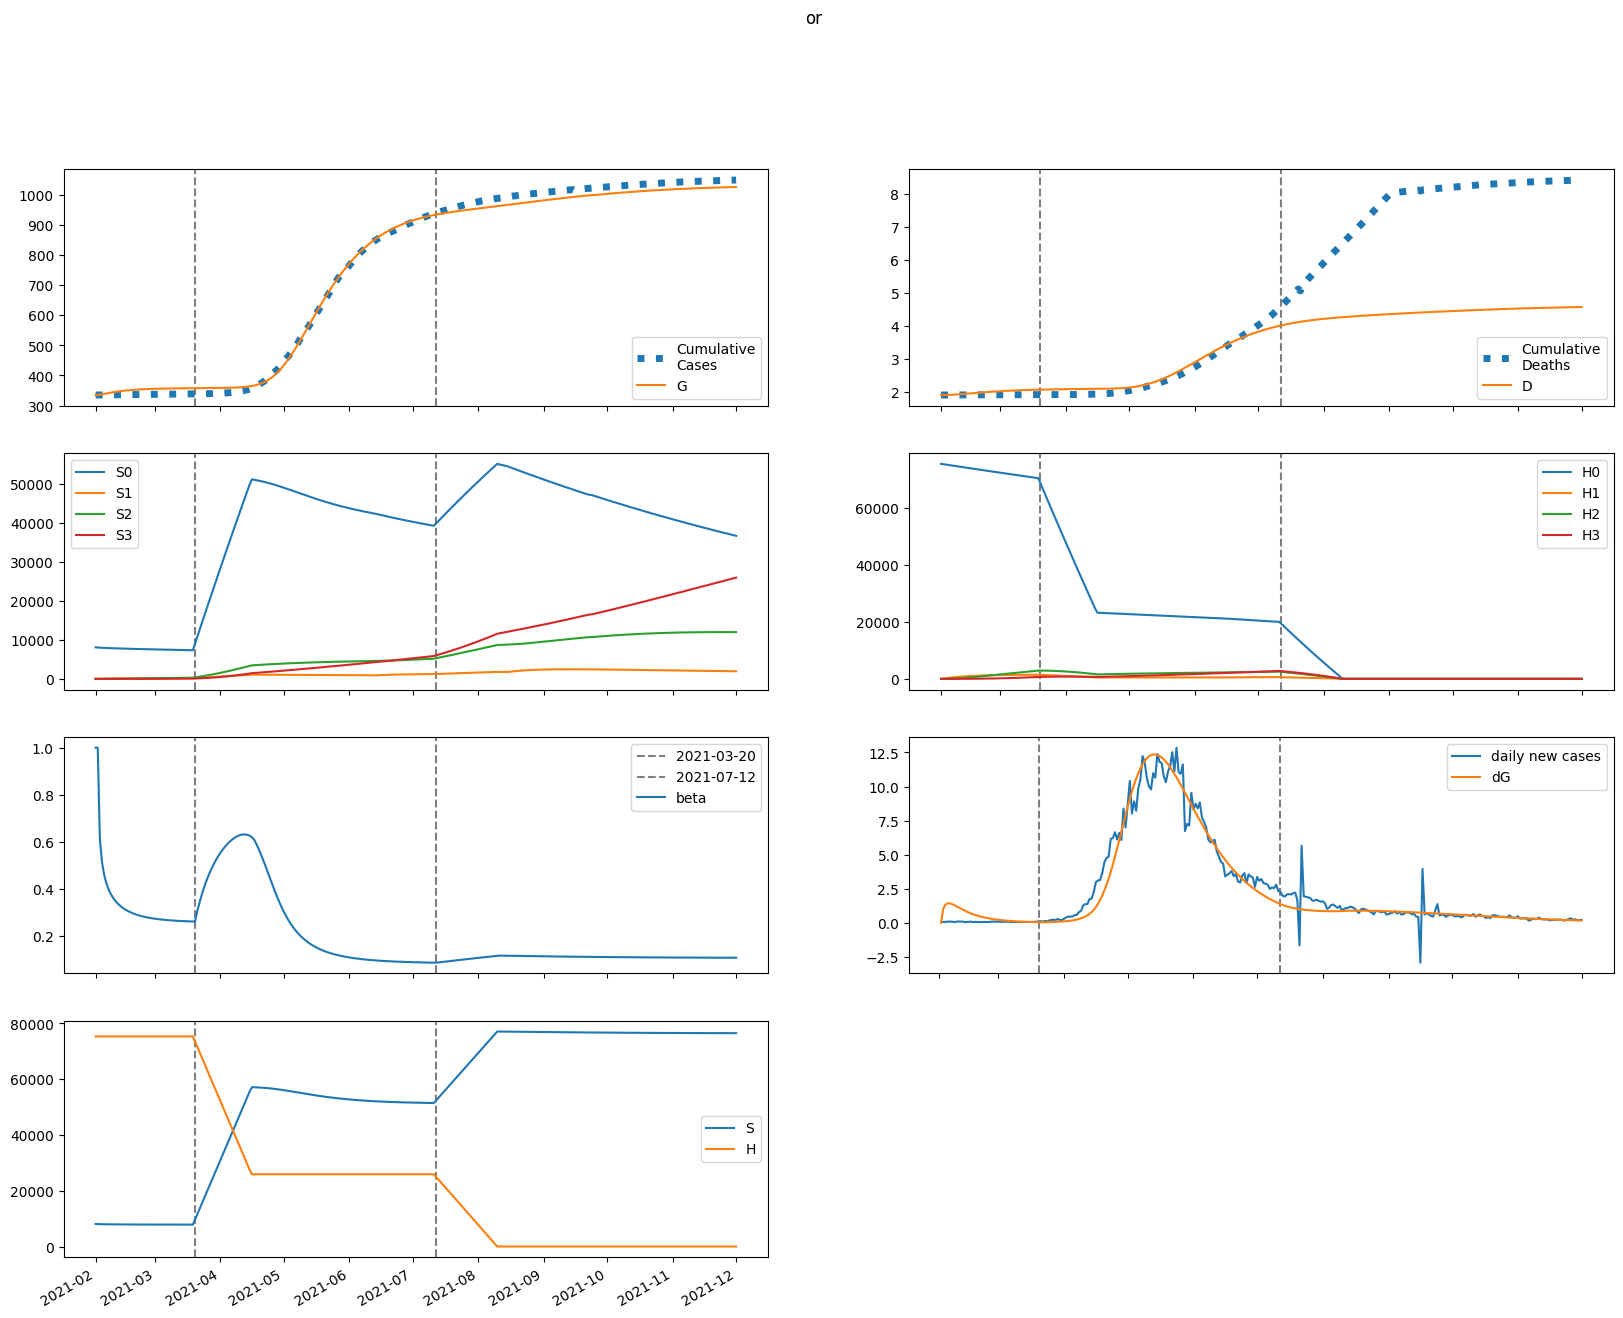 or
1000
900
800
700
600
500
400
300
Cumulative
Cases
G
8
7
6
5
4
3
2
Cumulative
Deaths
D
50000
40000
30000
20000
10000
0
S0
S1
S2
S3
60000
40000
20000
0
H0
H1
H2
H3
1.0
0.8
0.6
0.4
0.2
2021-03-20
2021-07-12
beta
12.5
10.0
7.5
5.0
2.5
0.0
−2.5
daily new cases
dG
80000
60000
40000
20000
0
S
H
2021-02
2021-03
2021-04
2021-05
2021-06
2021-07
2021-08
2021-09
2021-10
2021-11
2021-12